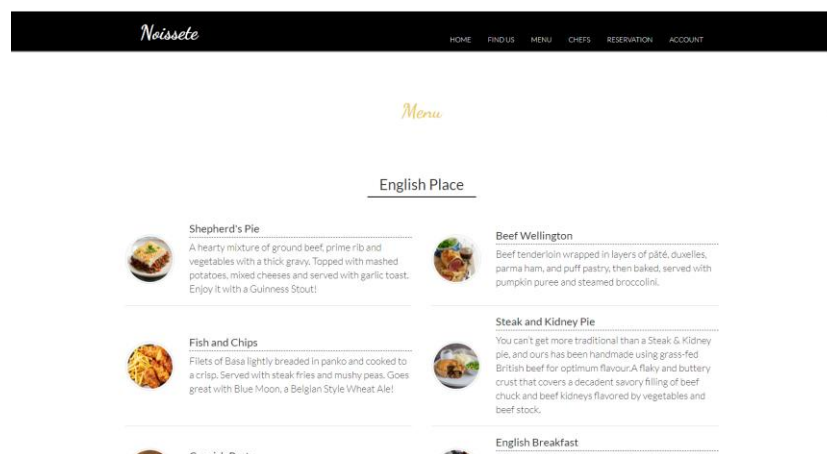 Noissete
HOME FIND US MENU CHEFS RESERVATION ACCOUNT
Menu
English Place
Shepherd's Pie
A hearty mixture of ground beef, prime rib and
vegetables with a thick gravy. Topped with mashed
potatoes, mixed cheeses and served with garlic toast.
Enjoy it with a Guinness Stout!
Beef Wellington
Beef tenderloin wrapped in layers of pâté, duxelles,
parma ham, and puff pastry, then baked, served with
pumpkin puree and steamed broccolini.
Fish and Chips
Filets of Basa lightly breaded in panko and cooked to
a crisp. Served with steak fries and mushy peas. Goes
great with Blue Moon, a Belgian Style Wheat Ale!
Steak and Kidney Pie
You can't get more traditional than a Steak & Kidney
pie, and ours has been handmade using grass-fed
British beef for optimum flavour.A flaky and buttery
crust that covers a decadent savory filling of beef
chuck and beef kidneys flavored by vegetables and
beef stock.
English Breakfast